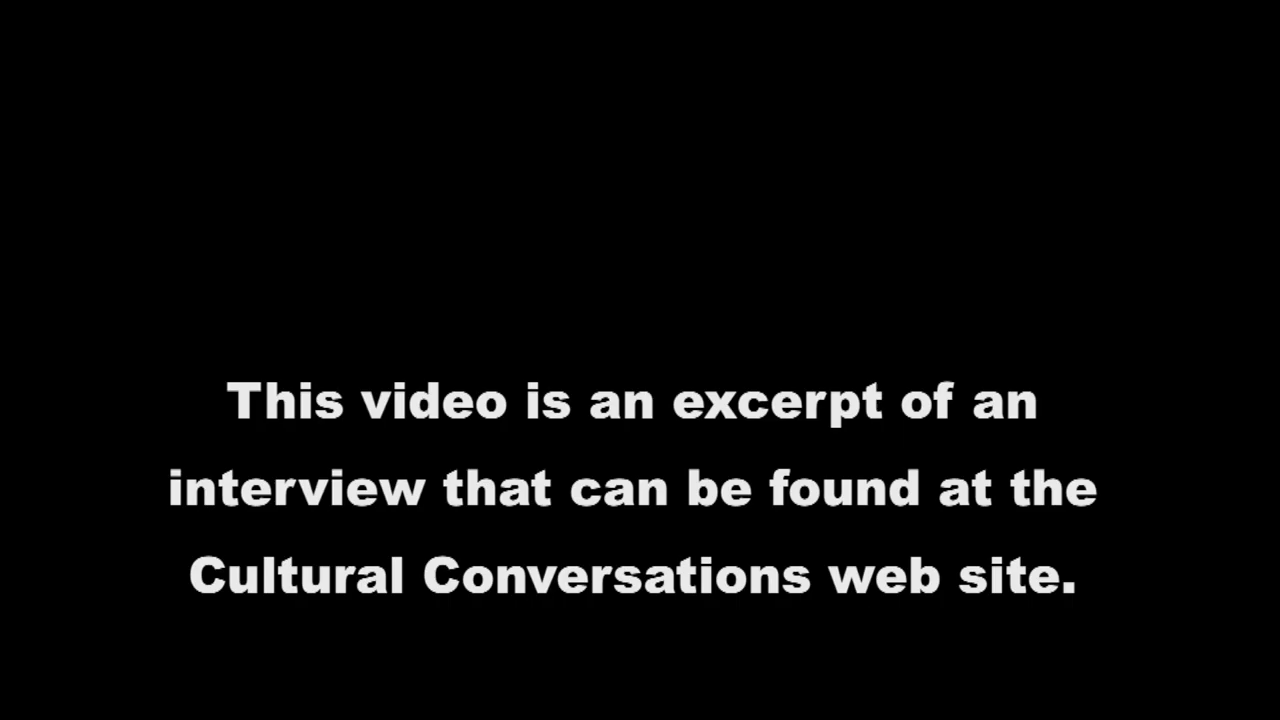 This video is an excerpt of an
interview that can be found at the
Cultural Conversations web site.